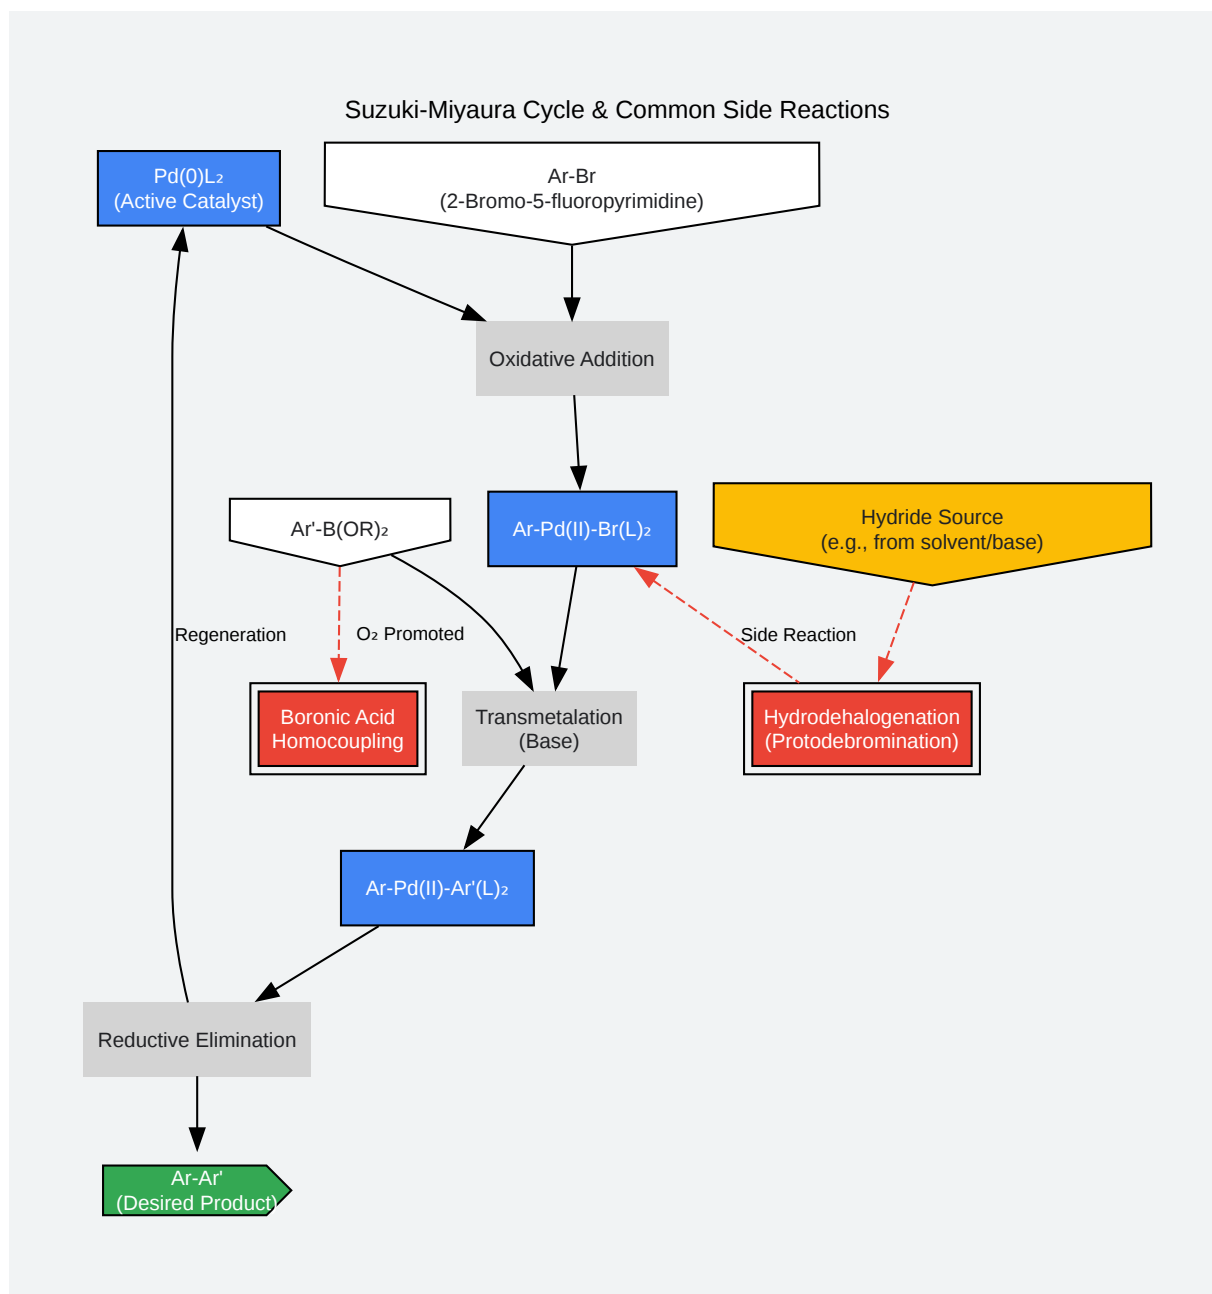 Suzuki-Miyaura Cycle & Common Side Reactions
Pd(0)L₂
(Active Catalyst)
Ar-Br
(2-Bromo-5-fluoropyrimidine)
Oxidative Addition
Ar'-B(OR)₂
Ar-Pd(II)-Br(L)₂
Hydride Source
(e.g., from solvent/base)
Regeneration
O₂ Promoted
Side Reaction
Boronic Acid
Homocoupling
Transmetalation
(Base)
Hydrodehalogenation
(Protodebromination)
Ar-Pd(II)-Ar'(L)₂
Reductive Elimination
Ar-Ar'
(Desired Product)